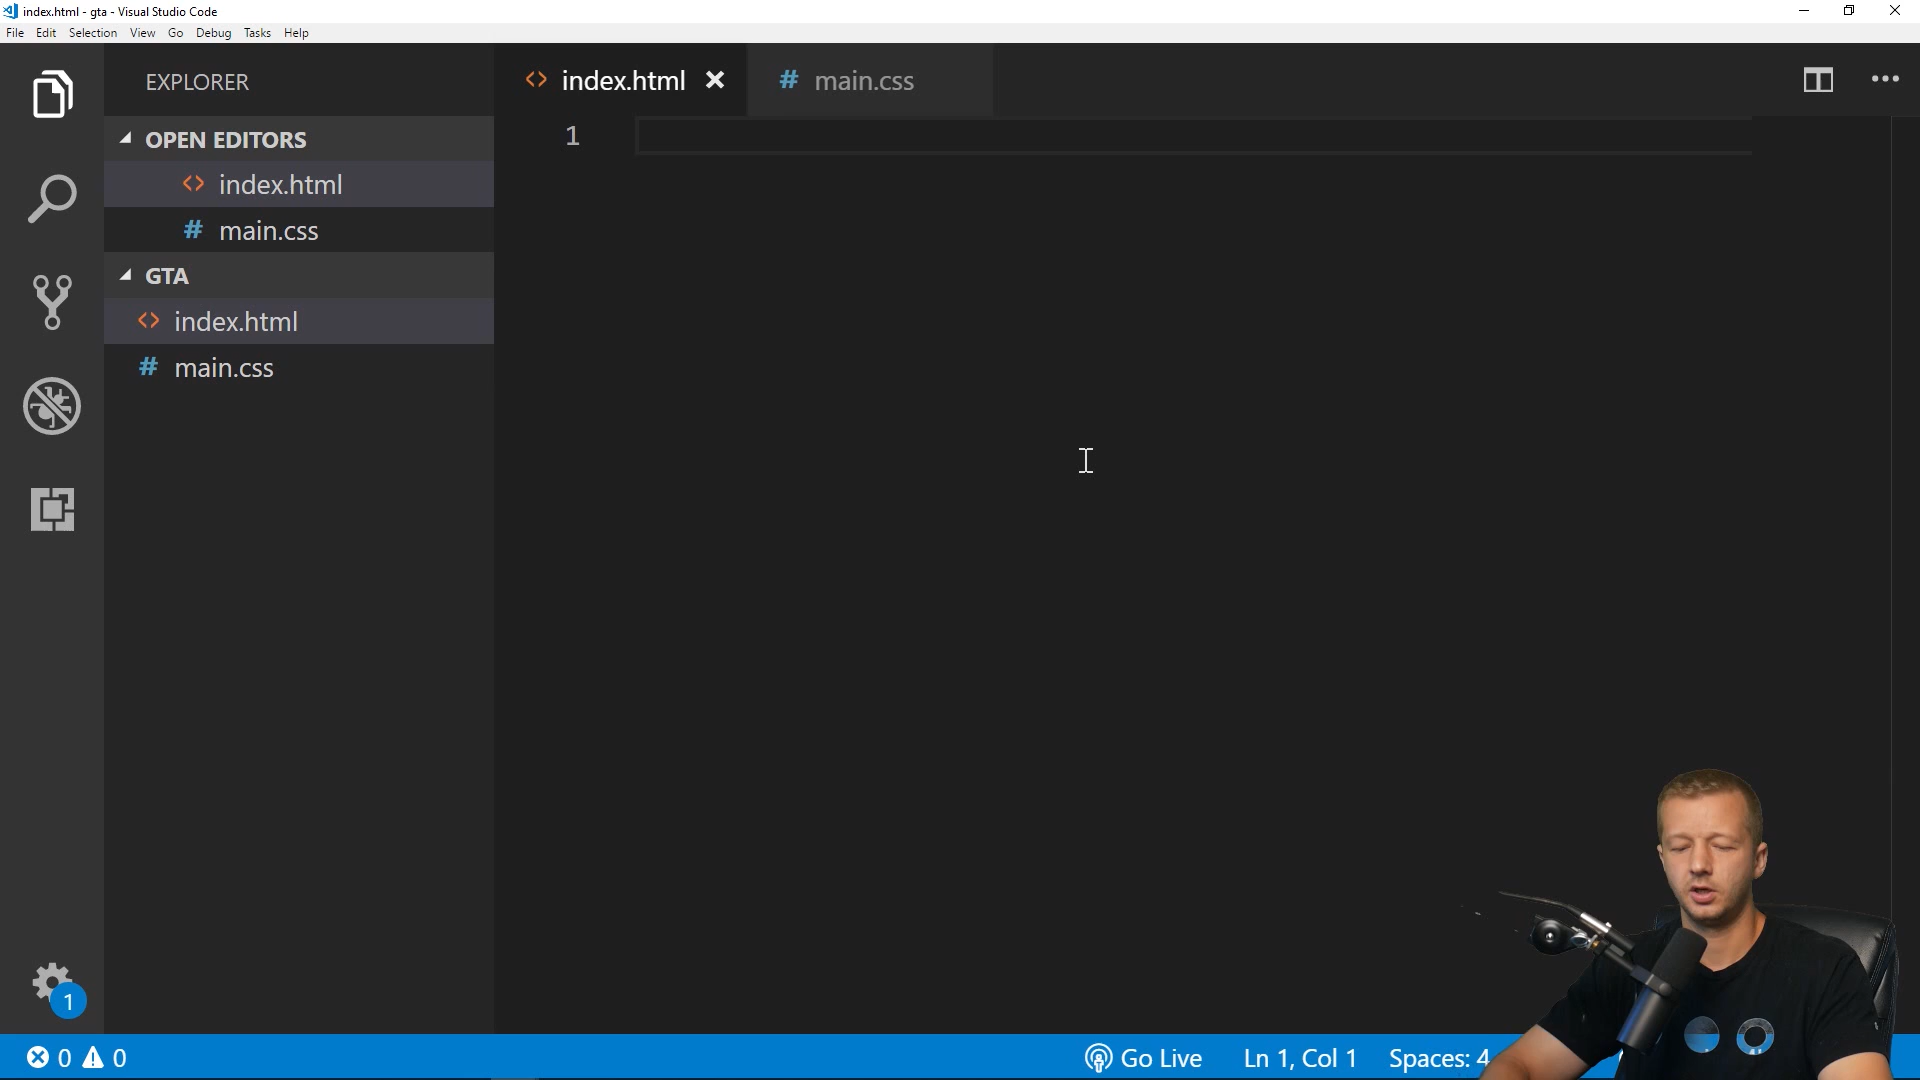 index.html - gta - Visual Studio Code
File Edit Selection View Go Debug Tasks Help
EXPLORER
index.html
main.css
OPEN EDITORS
index.html
main.css
GTA
index.html
main.css
1
1
0 0
Go Live
Ln 1, Col 1
Spaces: 4